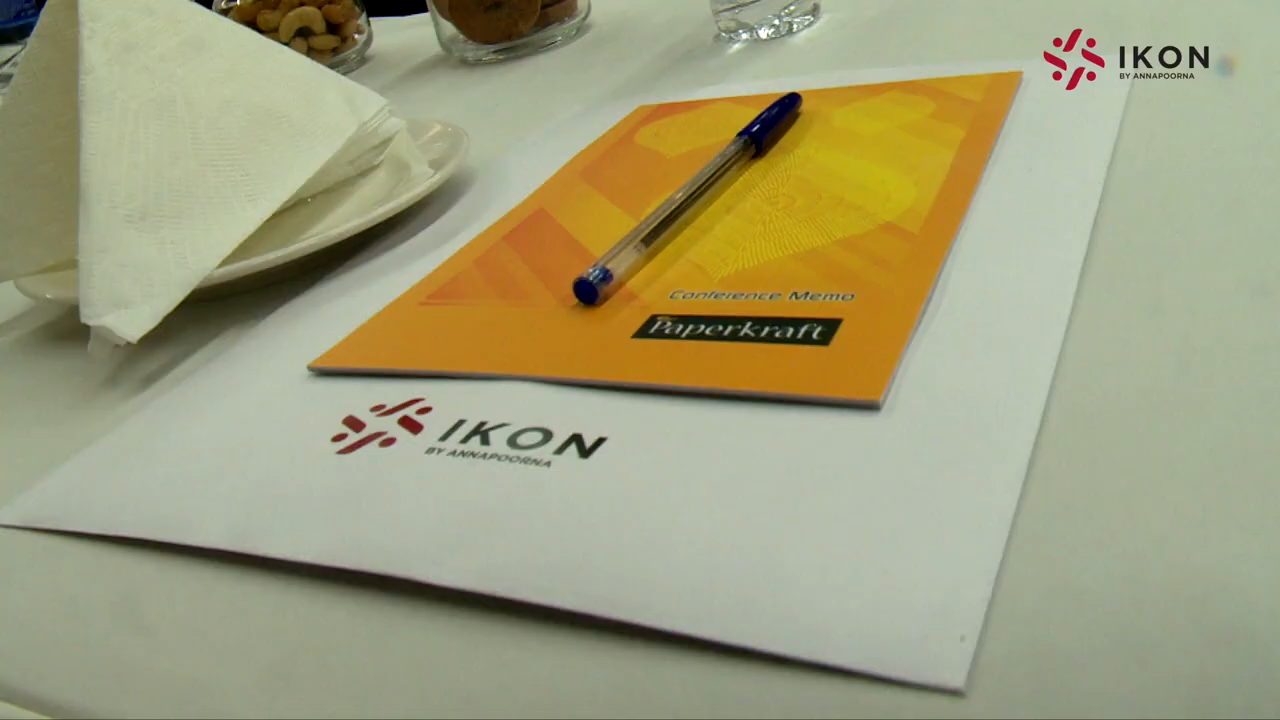 IKON
BY ANNAPOORNA
Conference Memo
Paperkraft
IKON
BY ANNAPOORNA